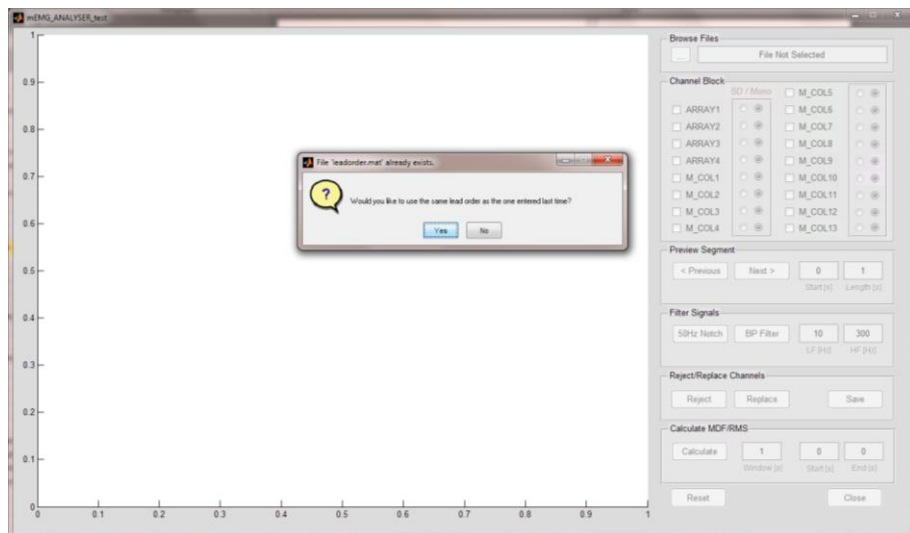 mEMG_ANALYSER_test
1
0.9
0.8
0.7
0.6
0.5
0.4
0.3
0.2
0.1
0
0 0.1 0.2 0.3 0.4 0.5 0.6 0.7 0.8 0.9 1
File 'leadorder.mat' already exists.
?
Would you like to use the same lead order as the one entered last time?
Yes No
Browse Files
... File Not Selected
Channel Block
SD / Mono M_COL5
ARRAY1 M_COL6
ARRAY2 M_COL7
ARRAY3 M_COL8
ARRAY4 M_COL9
M_COL1 M_COL10
M_COL2 M_COL11
M_COL3 M_COL12
M_COL4 M_COL13
Preview Segment
< Previous Next > 0 1
Start [s] Length [s]
Filter Signals
50Hz Notch BP Filter 10 300
LF [Hz] HF [Hz]
Reject/Replace Channels
Reject Replace Save
Calculate MDF/RMS
Calculate 1 0 0
Window [s] Start [s] End [s]
Reset Close